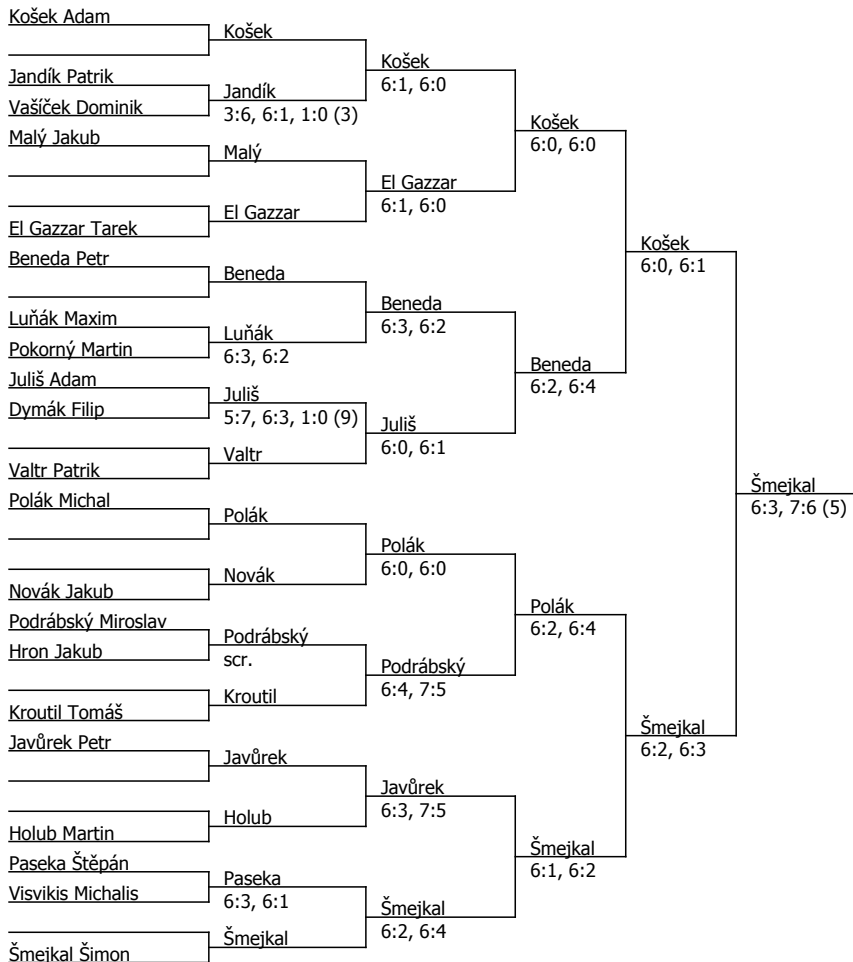 Košek Adam
Košek
Košek
6:1, 6:0
Jandík Patrik
Jandík
3:6, 6:1, 1:0 (3)
Vašíček Dominik
Košek
6:0, 6:0
Malý Jakub
Malý
El Gazzar
6:1, 6:0
El Gazzar
El Gazzar Tarek
Košek
6:0, 6:1
Beneda Petr
Beneda
Beneda
6:3, 6:2
Luňák Maxim
Luňák
6:3, 6:2
Pokorný Martin
Beneda
6:2, 6:4
Juliš Adam
Juliš
5:7, 6:3, 1:0 (9)
Dymák Filip
Juliš
6:0, 6:1
Valtr
Valtr Patrik
Šmejkal
6:3, 7:6 (5)
Polák Michal
Polák
Polák
6:0, 6:0
Novák
Novák Jakub
Polák
6:2, 6:4
Podrábský Miroslav
Podrábský
scr.
Hron Jakub
Podrábský
6:4, 7:5
Kroutil
Kroutil Tomáš
Šmejkal
6:2, 6:3
Javůrek Petr
Javůrek
Javůrek
6:3, 7:5
Holub
Holub Martin
Šmejkal
6:1, 6:2
Paseka Štěpán
Paseka
6:3, 6:1
Visvikis Michalis
Šmejkal
6:2, 6:4
Šmejkal
Šmejkal Šimon